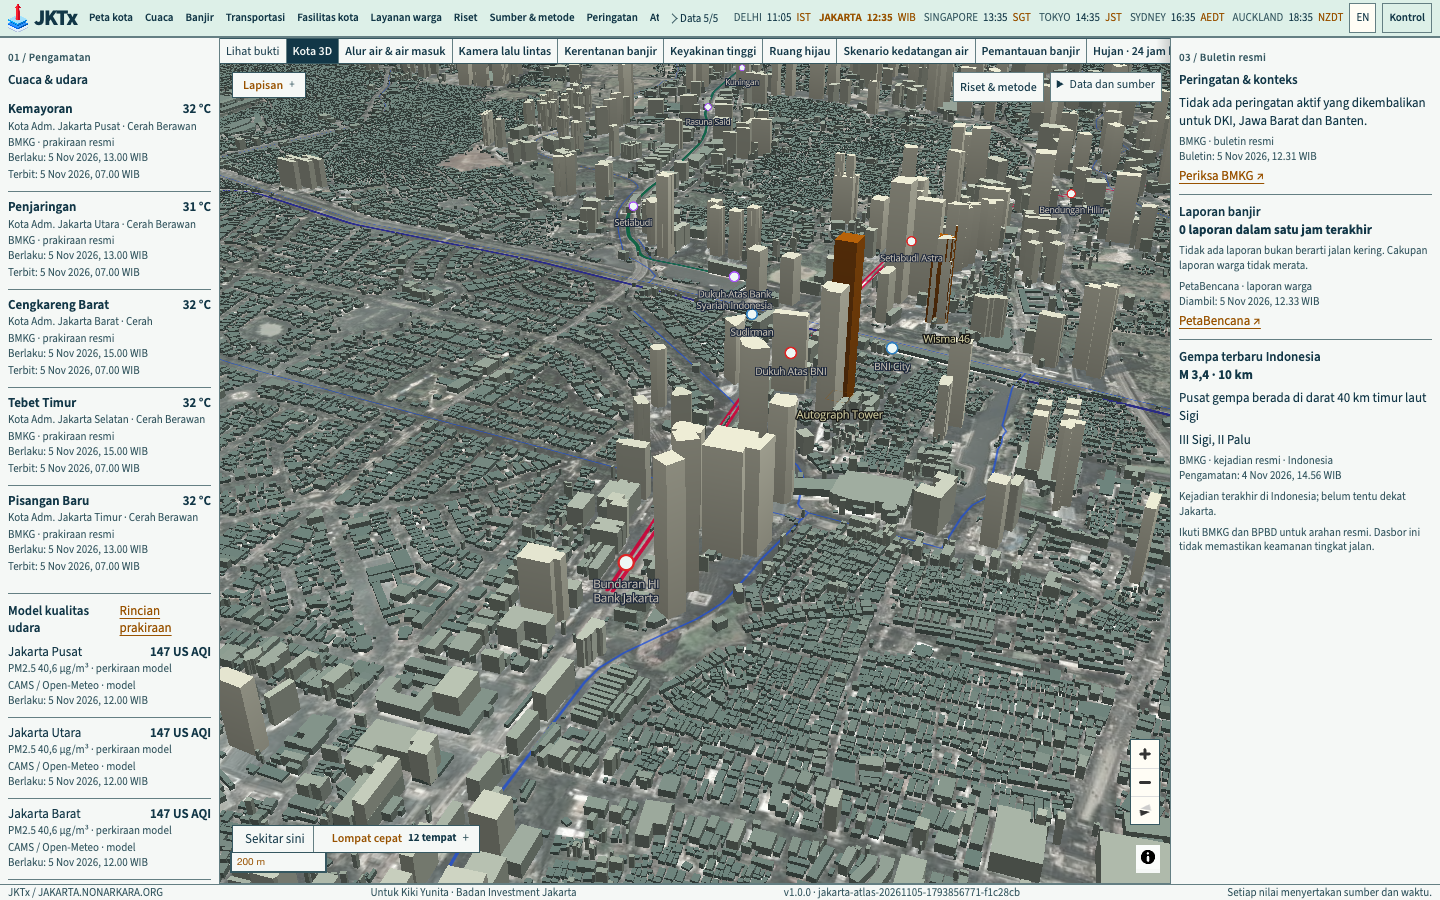 JKTx
Peta kota
Cuaca
Banjir
Transportasi
Fasilitas kota
Layanan warga
Riset
Sumber & metode
Peringatan
At
Data 5/5
DELHI 11:05 IST
JAKARTA 12:35 WIB
SINGAPORE 13:35 SGT
TOKYO 14:35 JST
SYDNEY 16:35 AEDT
AUCKLAND 18:35 NZDT
EN
Kontrol
01 / Pengamatan
Cuaca & udara
Kemayoran 32 °C
Kota Adm. Jakarta Pusat · Cerah Berawan
BMKG · prakiraan resmi
Berlaku: 5 Nov 2026, 13.00 WIB
Terbit: 5 Nov 2026, 07.00 WIB
Penjaringan 31 °C
Kota Adm. Jakarta Utara · Cerah Berawan
BMKG · prakiraan resmi
Berlaku: 5 Nov 2026, 13.00 WIB
Terbit: 5 Nov 2026, 07.00 WIB
Cengkareng Barat 32 °C
Kota Adm. Jakarta Barat · Cerah
BMKG · prakiraan resmi
Berlaku: 5 Nov 2026, 15.00 WIB
Terbit: 5 Nov 2026, 07.00 WIB
Tebet Timur 32 °C
Kota Adm. Jakarta Selatan · Cerah Berawan
BMKG · prakiraan resmi
Berlaku: 5 Nov 2026, 15.00 WIB
Terbit: 5 Nov 2026, 07.00 WIB
Pisangan Baru 32 °C
Kota Adm. Jakarta Timur · Cerah Berawan
BMKG · prakiraan resmi
Berlaku: 5 Nov 2026, 13.00 WIB
Terbit: 5 Nov 2026, 07.00 WIB
Model kualitas udara
Rincian prakiraan
Jakarta Pusat 147 US AQI
PM2.5 40,6 µg/m³ · perkiraan model
CAMS / Open-Meteo · model
Berlaku: 5 Nov 2026, 12.00 WIB
Jakarta Utara 147 US AQI
PM2.5 40,6 µg/m³ · perkiraan model
CAMS / Open-Meteo · model
Berlaku: 5 Nov 2026, 12.00 WIB
Jakarta Barat 147 US AQI
PM2.5 40,6 µg/m³ · perkiraan model
CAMS / Open-Meteo · model
Berlaku: 5 Nov 2026, 12.00 WIB
Lihat bukti
Kota 3D
Alur air & air masuk
Kamera lalu lintas
Kerentanan banjir
Keyakinan tinggi
Ruang hijau
Skenario kedatangan air
Pemantauan banjir
Hujan · 24 jam
Lapisan +
Riset & metode
Data dan sumber
Kuningan
Rasuna Said
Setiabudi
Bendungan Hilir
Setiabudi Astra
Dukuh Atas Bank
Syariah Indonesia
Sudirman
Wisma 46
Dukuh Atas BNI
BNI City
Autograph Tower
Bundaran HI
Bank Jakarta
Sekitar sini
Lompat cepat 12 tempat +
200 m
03 / Buletin resmi
Peringatan & konteks
Tidak ada peringatan aktif yang dikembalikan
untuk DKI, Jawa Barat dan Banten.
BMKG · buletin resmi
Buletin: 5 Nov 2026, 12.31 WIB
Periksa BMKG ↗
Laporan banjir
0 laporan dalam satu jam terakhir
Tidak ada laporan bukan berarti jalan kering. Cakupan
laporan warga tidak merata.
PetaBencana · laporan warga
Diambil: 5 Nov 2026, 12.33 WIB
PetaBencana ↗
Gempa terbaru Indonesia
M 3,4 · 10 km
Pusat gempa berada di darat 40 km timur laut
Sigi
III Sigi, II Palu
BMKG · kejadian resmi · Indonesia
Pengamatan: 4 Nov 2026, 14.56 WIB
Kejadian terakhir di Indonesia; belum tentu dekat
Jakarta.
Ikuti BMKG dan BPBD untuk arahan resmi. Dasbor ini
tidak memastikan keamanan tingkat jalan.
JKTx / JAKARTA.NONARKARA.ORG
Untuk Kiki Yunita · Badan Investment Jakarta
v1.0.0 · jakarta-atlas-20261105-1793856771-f1c28cb
Setiap nilai menyertakan sumber dan waktu.